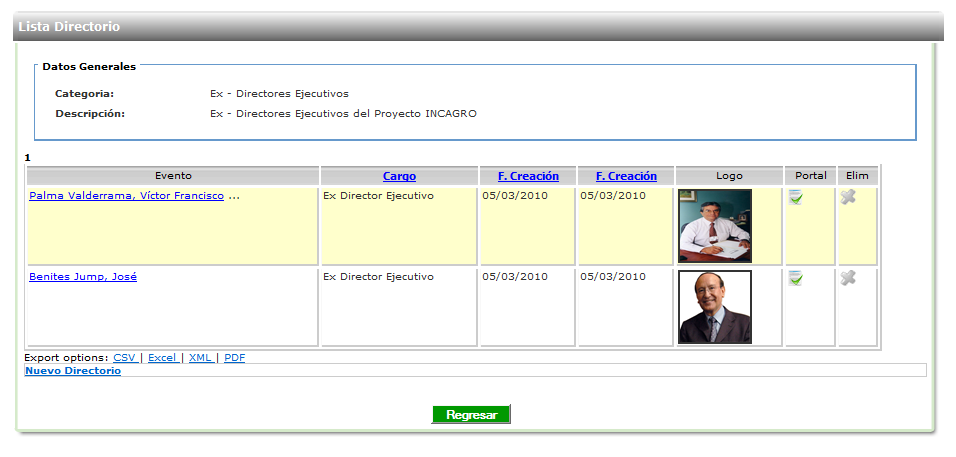 Lista Directorio
Datos Generales
Categoria: Ex - Directores Ejecutivos
Descripción: Ex - Directores Ejecutivos del Proyecto INCAGRO
1
Evento Cargo F. Creación F. Creación Logo Portal Elim
Palma Valderrama, Víctor Francisco ... Ex Director Ejecutivo 05/03/2010 05/03/2010
Benites Jump, José Ex Director Ejecutivo 05/03/2010 05/03/2010
Export options: CSV | Excel | XML | PDF
Nuevo Directorio
Regresar